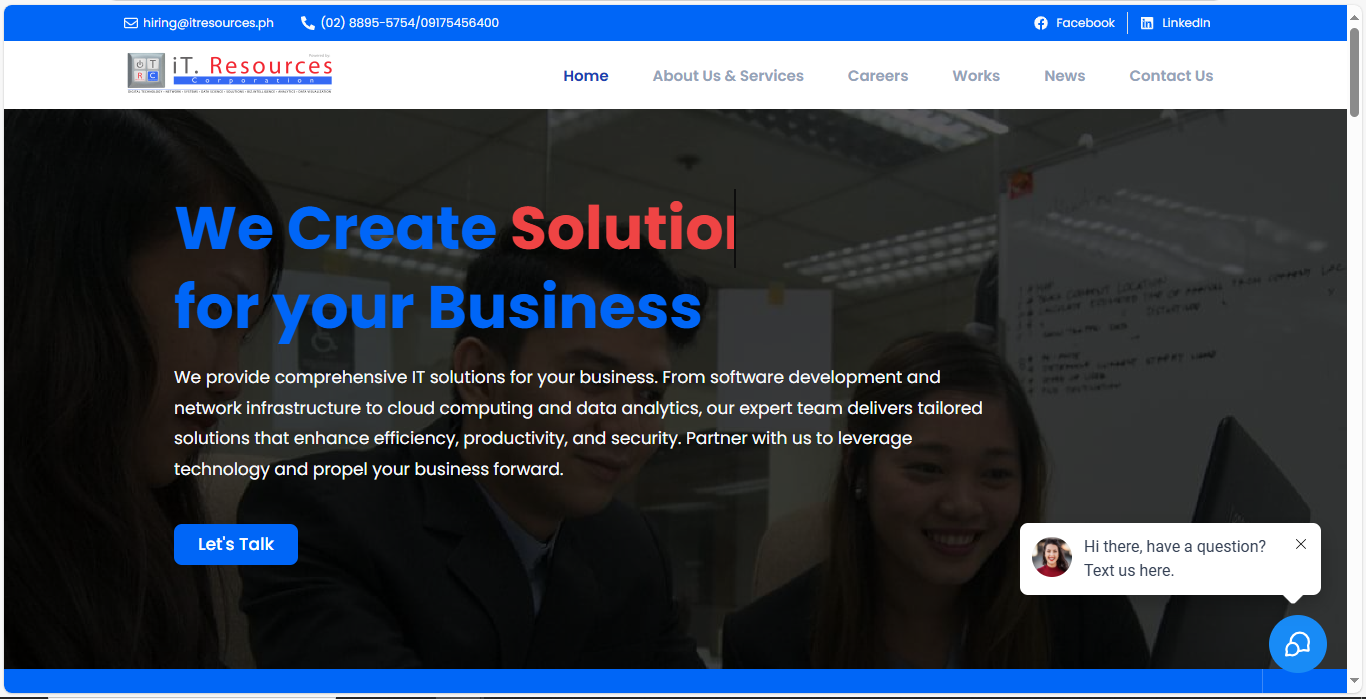 hiring@itresources.ph
(02) 8895-5754/09175456400
Facebook
LinkedIn
iT. Resources
Corporation
Home
About Us & Services
Careers
Works
News
Contact Us
We Create Solution
for your Business
We provide comprehensive IT solutions for your business. From software development and
network infrastructure to cloud computing and data analytics, our expert team delivers tailored
solutions that enhance efficiency, productivity, and security. Partner with us to leverage
technology and propel your business forward.
Let's Talk
Hi there, have a question?
Text us here.